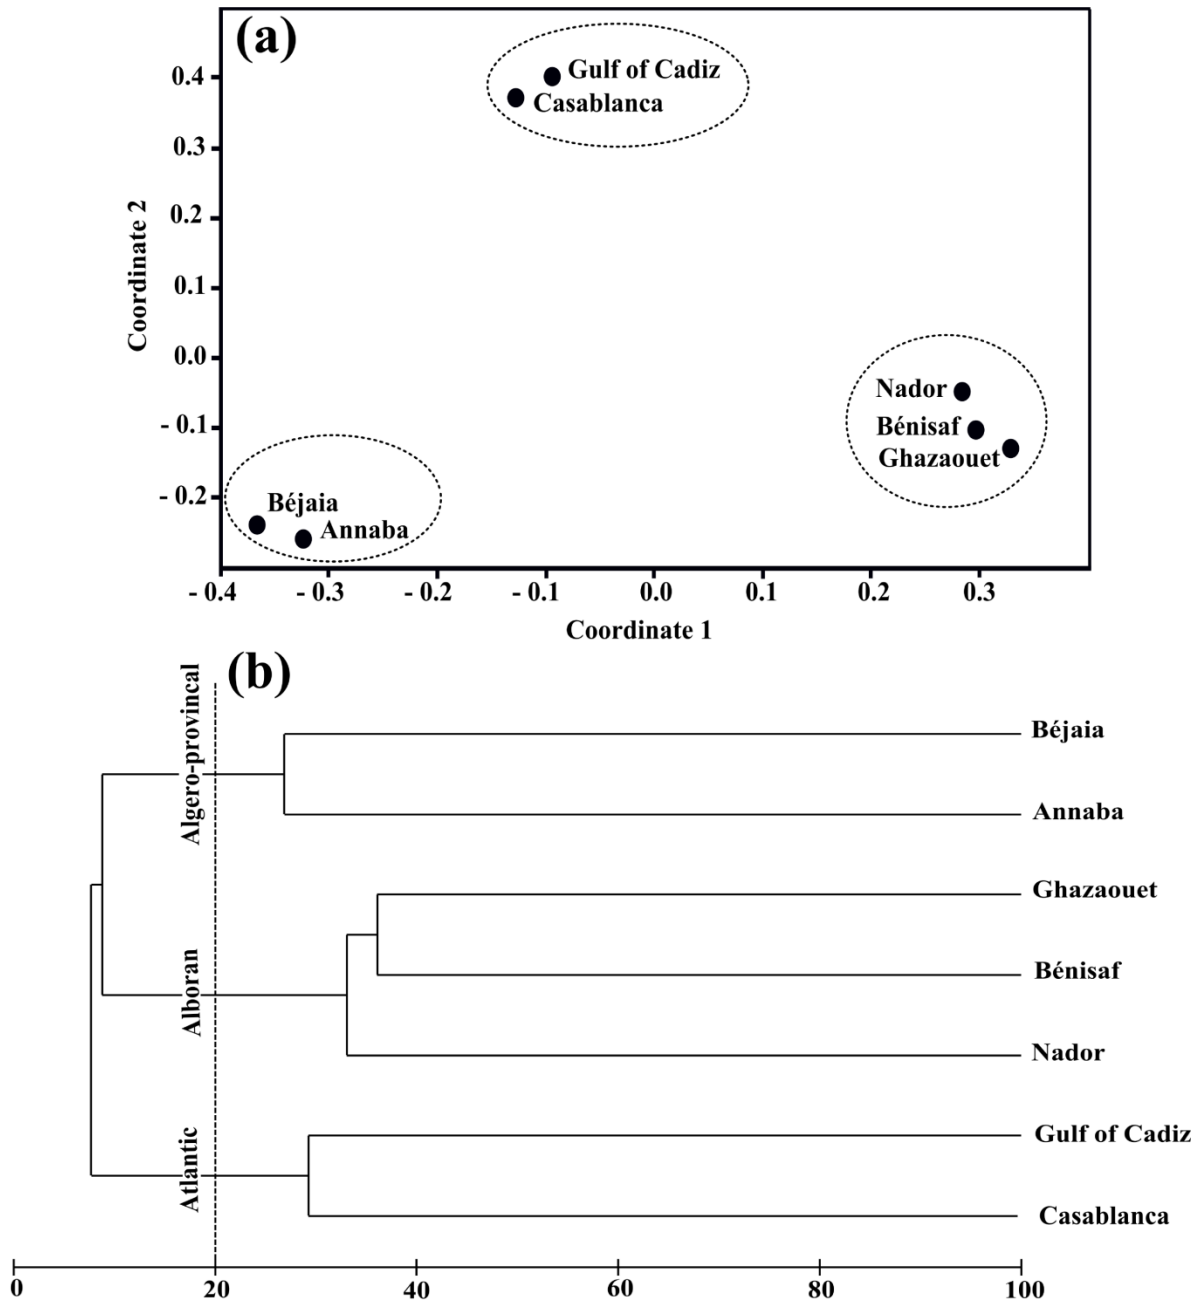 (a)
0.4
0.3
0.2
0.1
0.0
- 0.1
- 0.2
Coordinate 2
Gulf of Cadiz
Casablanca
Nador
Bénisaf
Ghazaouet
Béjaia
Annaba
- 0.4 - 0.3 - 0.2 - 0.1 0.0 0.1 0.2 0.3
Coordinate 1
(b)
Algero-provincal
Alboran
Atlantic
Béjaia
Annaba
Ghazaouet
Bénisaf
Nador
Gulf of Cadiz
Casablanca
0 20 40 60 80 100